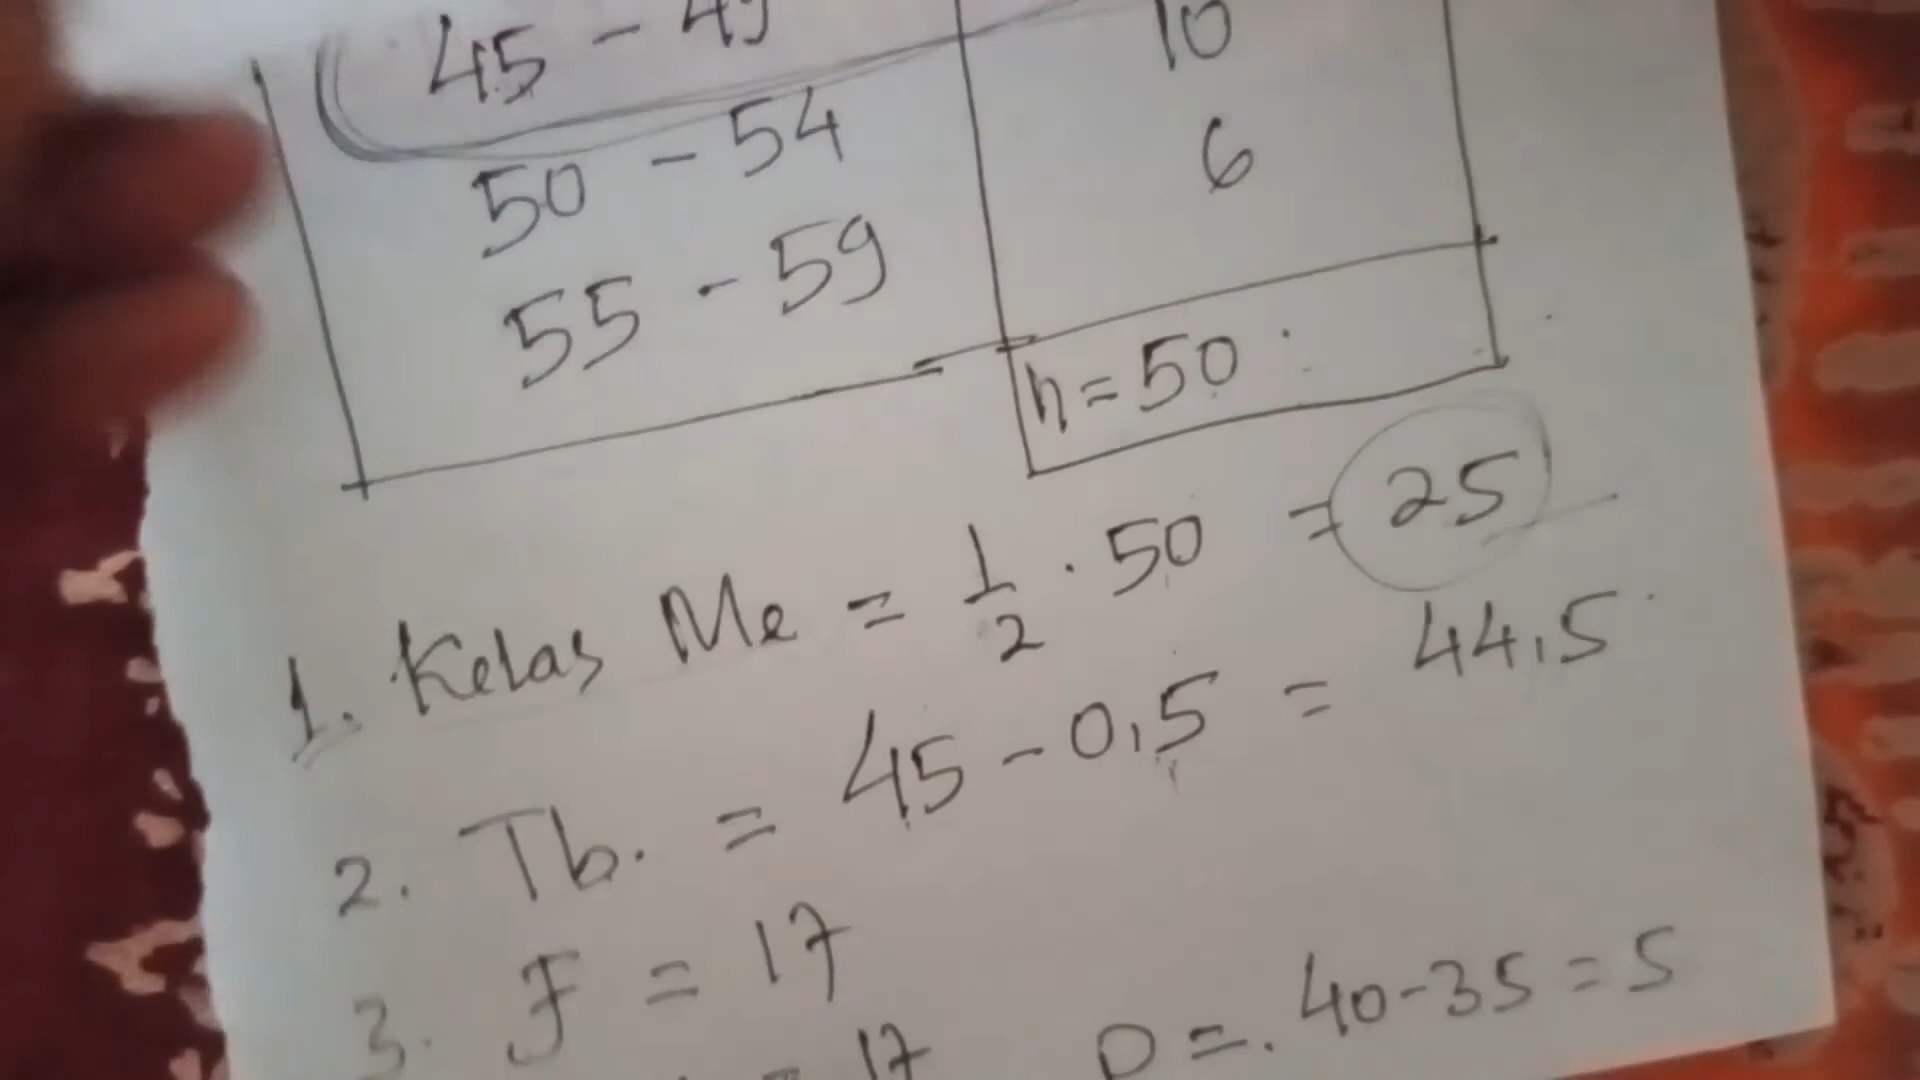 45 - 49
10
50 - 54
6
55 - 59
n = 50
1. Kelas Me = 1/2 . 50 = 25
2. Tb. = 45 - 0,5 = 44,5
3. F = 17
= 17
P = . 40 - 35 = 5